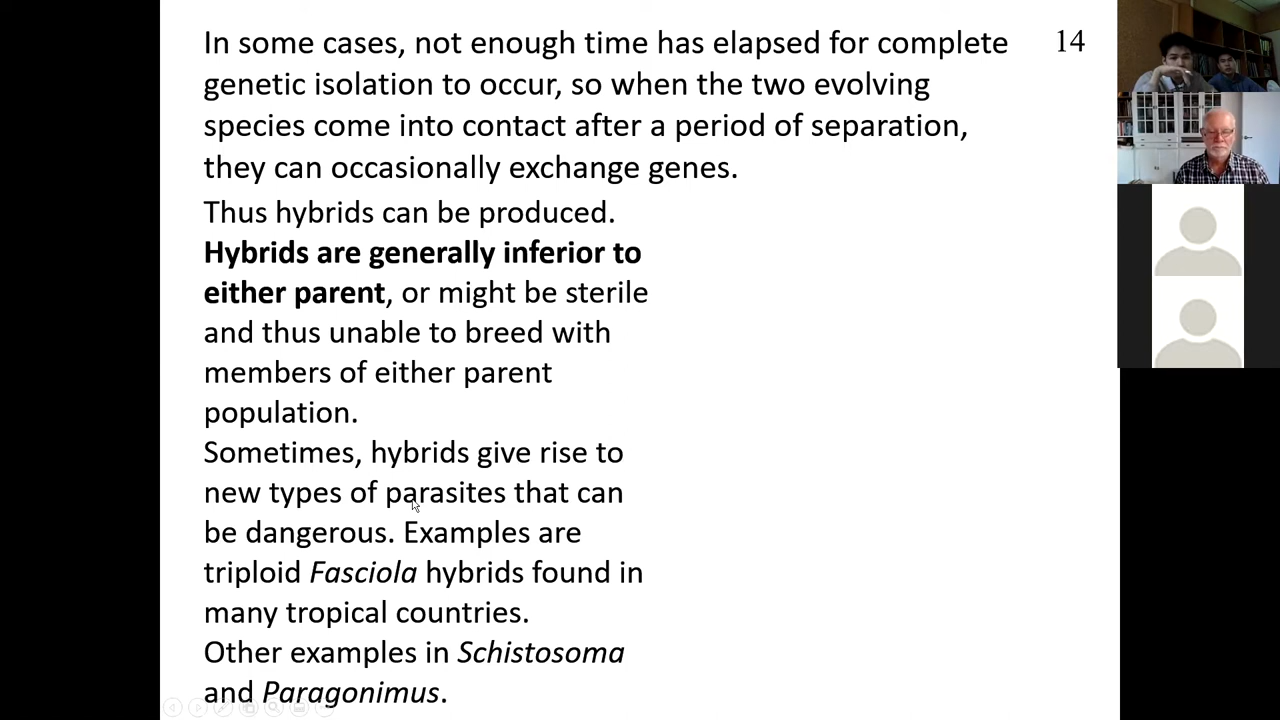 In some cases, not enough time has elapsed for complete
14
genetic isolation to occur, so when the two evolving
species come into contact after a period of separation,
they can occasionally exchange genes.
Thus hybrids can be produced.
Hybrids are generally inferior to
either parent, or might be sterile
and thus unable to breed with
members of either parent
population.
Sometimes, hybrids give rise to
new types of parasites that can
be dangerous. Examples are
triploid Fasciola hybrids found in
many tropical countries.
Other examples in Schistosoma
and Paragonimus.